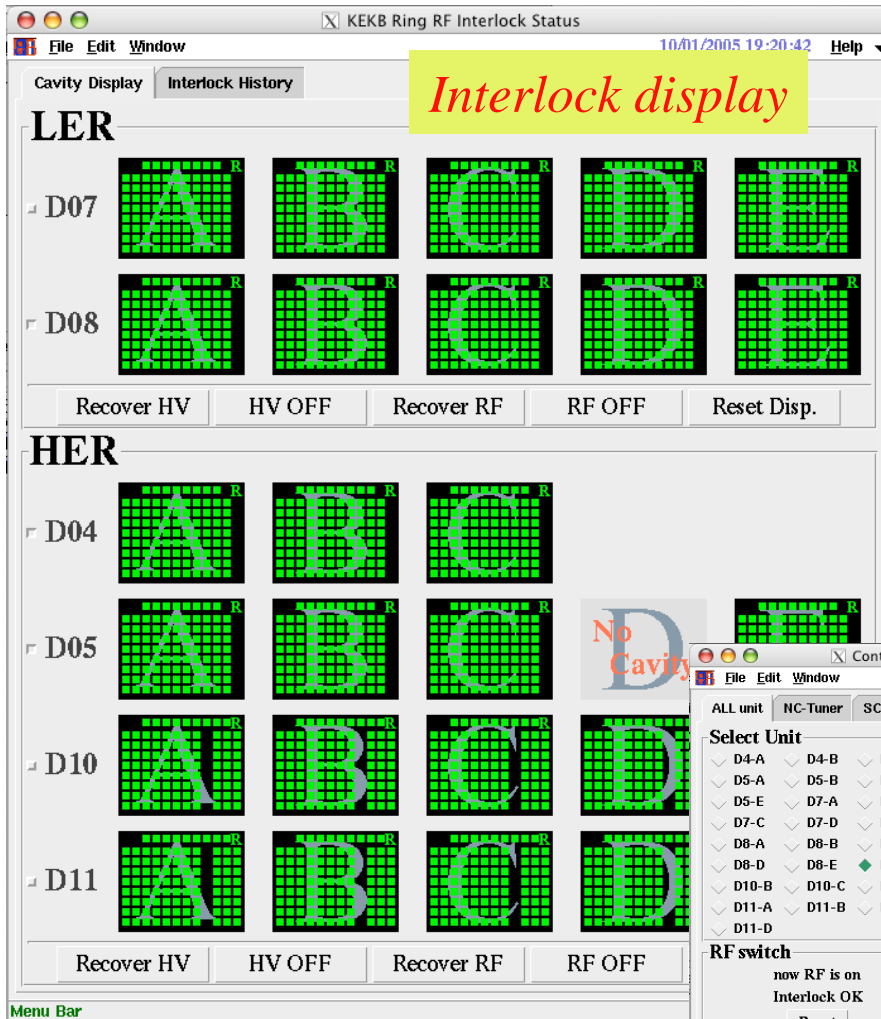 KEKB Ring RF Interlock Status
File Edit Window 10/01/2005 19:20:42 Help
Cavity Display Interlock History
Interlock display
LER
D07 A R B R C R D R E R
D08 A R B R C R D R E R
Recover HV HV OFF Recover RF RF OFF Reset Disp.
HER
D04 A R B R C R
D05 A R B R C R D No Cavity E R
D10 A R B R C R D
D11 A R B R C R D
Recover HV HV OFF Recover RF RF OFF
Menu Bar
X Cont
File Edit Window
ALL unit NC-Tuner SC
Select Unit
D4-A D4-B
D5-A D5-B
D5-E D7-A
D7-C D7-D
D8-A D8-B
D8-D D8-E
D10-B D10-C
D11-A D11-B
D11-D
RF switch
now RF is on
Interlock OK